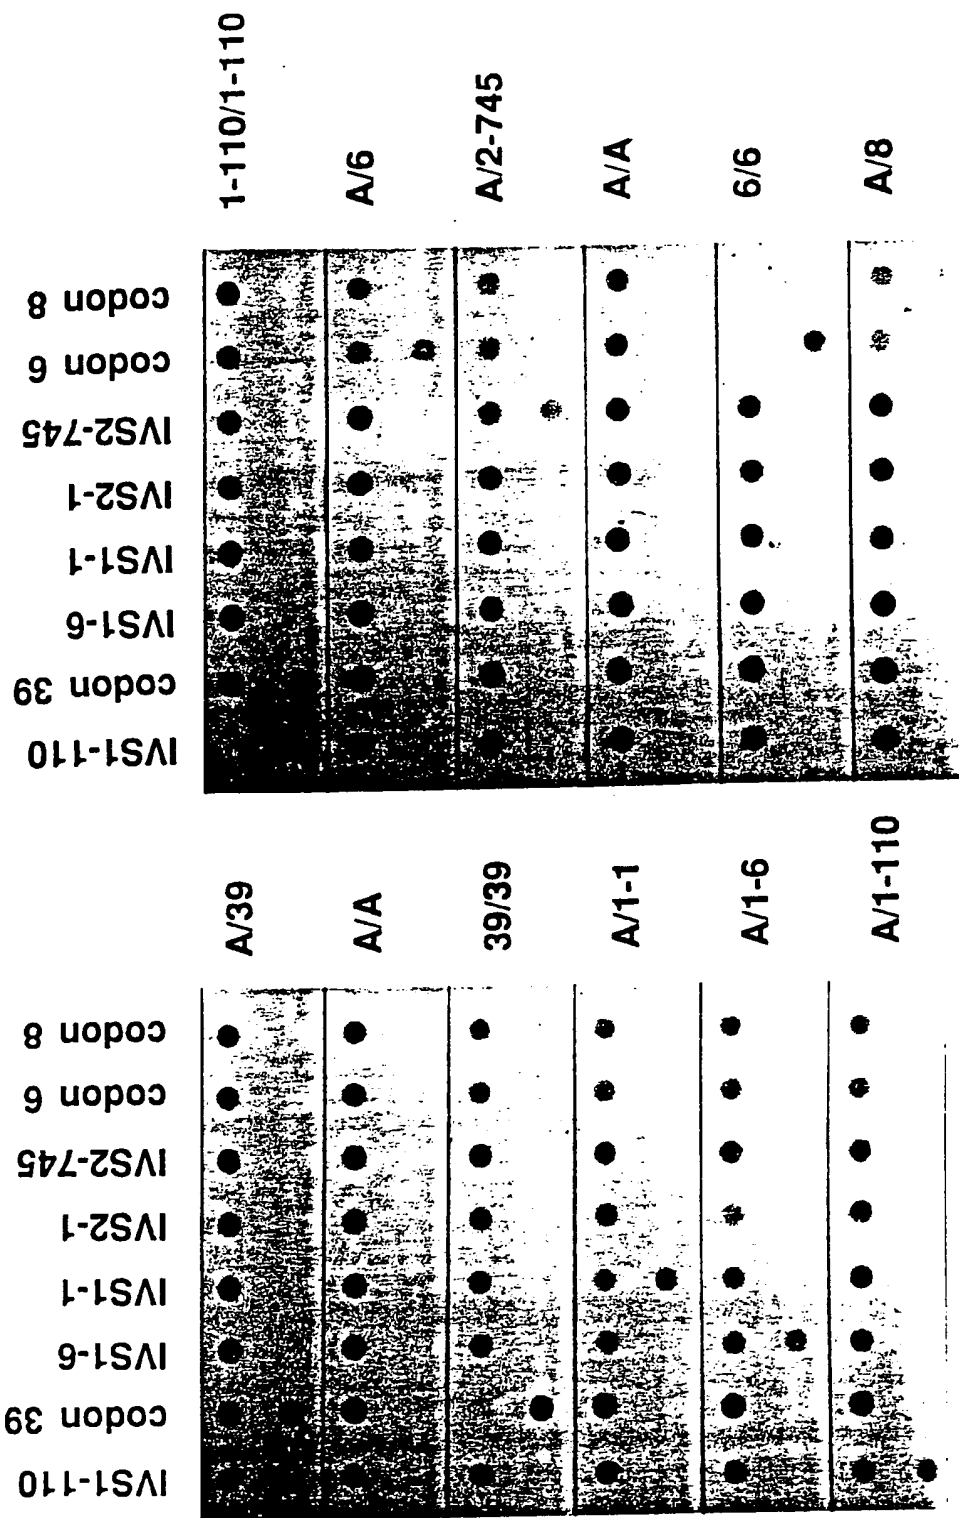 1-110/1-110
A/6
A/2-745
A/A
6/6
A/8
codon 8
codon 6
IVS2-745
IVS2-1
IVS1-1
IVS1-6
codon 39
IVS1-110
A/39
A/A
39/39
A/1-1
A/1-6
A/1-110
codon 8
codon 6
IVS2-745
IVS2-1
IVS1-1
IVS1-6
codon 39
IVS1-110